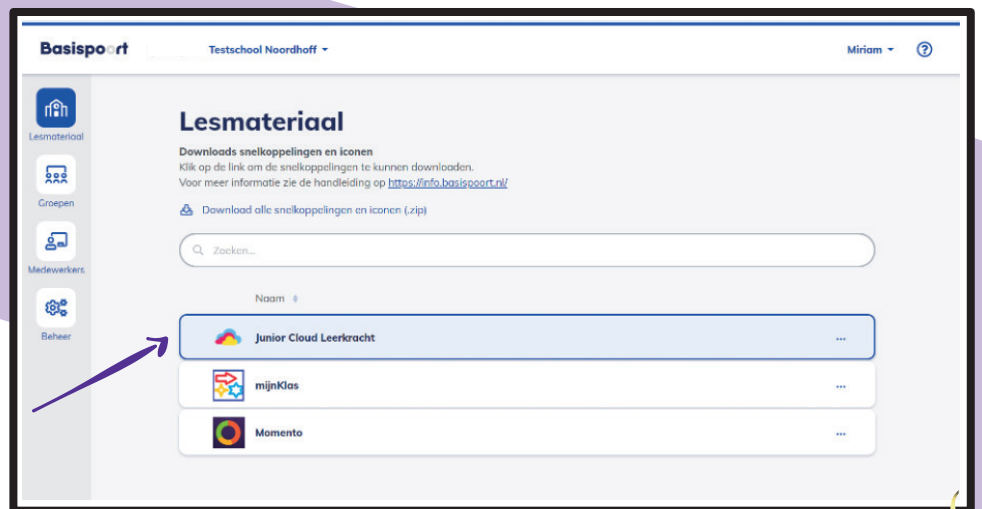 Basispoort
Testschool Noordhoff
Miriam
?
Lesmateriaal
Groepen
Medewerkers
Beheer
Lesmateriaal
Downloads snelkoppelingen en iconen
Klik op de link om de snelkoppelingen te kunnen downloaden.
Voor meer informatie zie de handleiding op https://info.basispoort.nl/
Download alle snelkoppelingen en iconen (.zip)
Zoeken...
Naam
Junior Cloud Leerkracht
...
mijnKlas
...
Momento
...